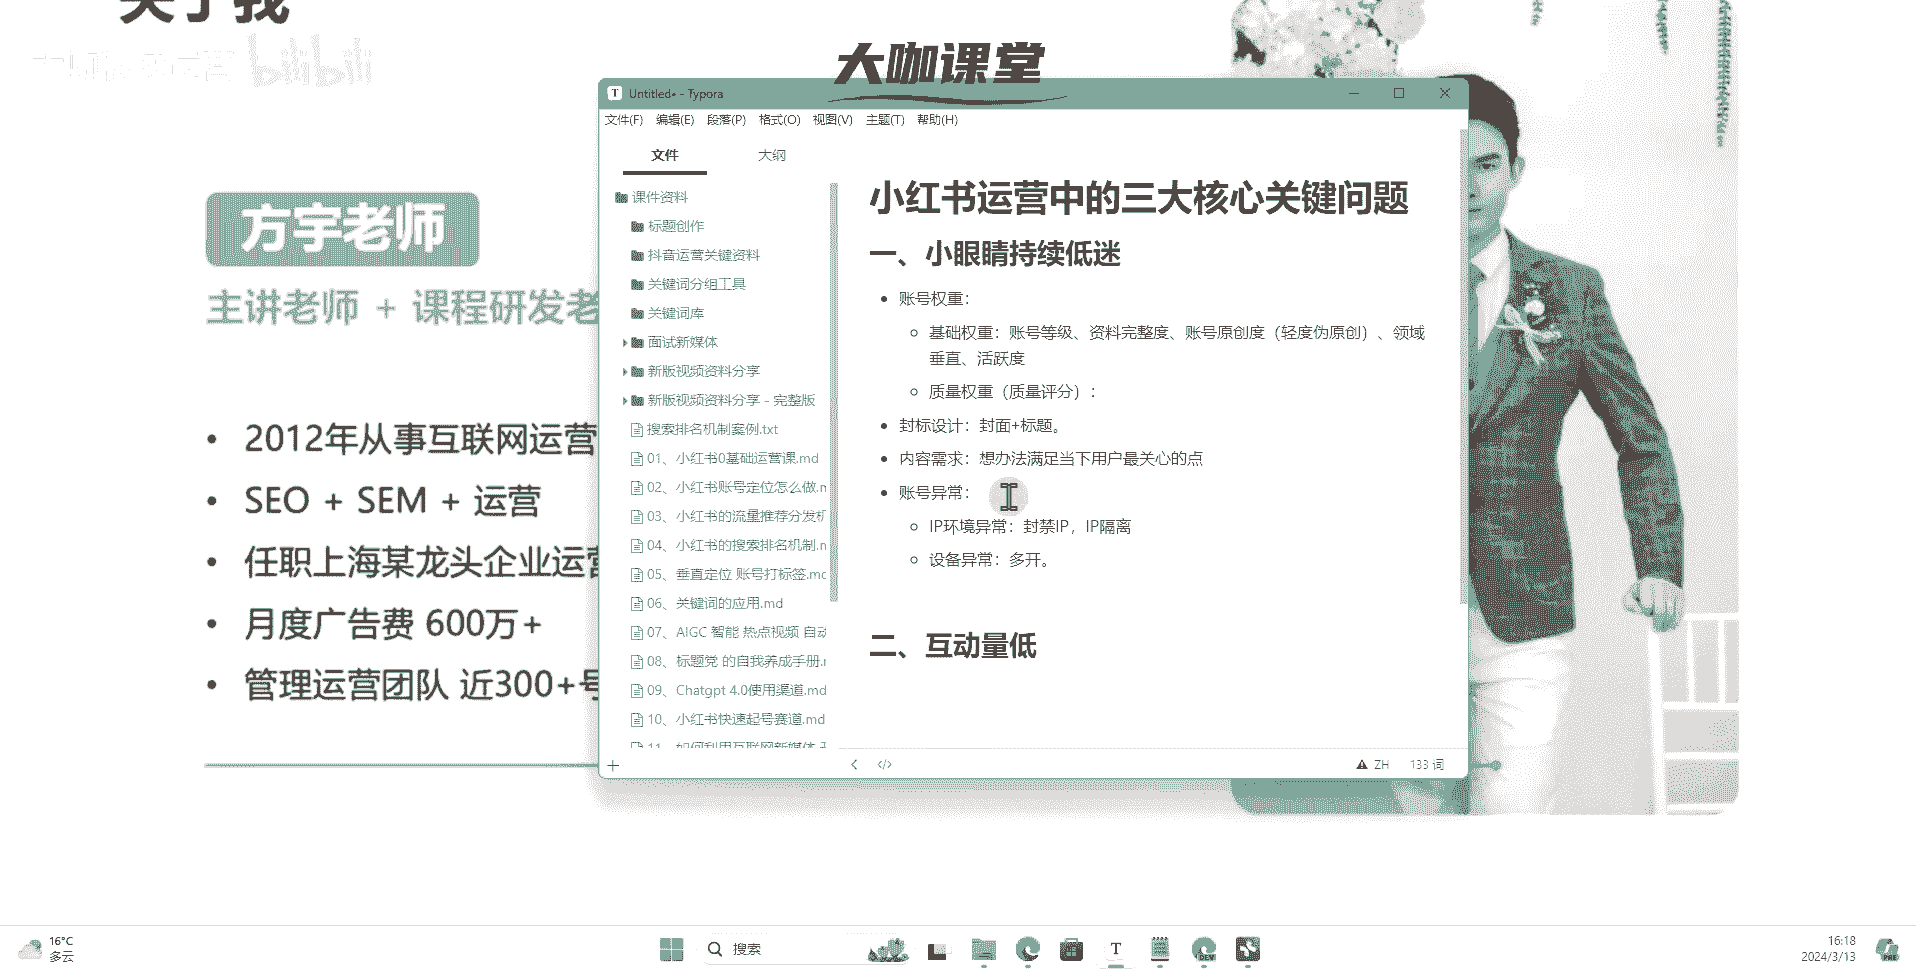 关于我
bilibili
大咖课堂
方宇老师
主讲老师 + 课程研发老
2012年从事互联网运营
SEO + SEM + 运营
任职上海某龙头企业运营
月度广告费 600万+
管理运营团队 近300+号
T Untitled• - Typora
文件(F) 编辑(E) 段落(P) 格式(O) 视图(V) 主题(T) 帮助(H)
文件 大纲
课件资料
标题创作
抖音运营关键资料
关键词分组工具
关键词库
面试新媒体
新版视频资料分享
新版视频资料分享 - 完整版
搜索排名机制案例.txt
01、小红书0基础运营课.md
02、小红书账号定位怎么做.m
03、小红书的流量推荐分发机
04、小红书的搜索排名机制.m
05、垂直定位 账号打标签.md
06、关键词的应用.md
07、AIGC 智能 热点视频 自动
08、标题党 的自我养成手册.m
09、Chatgpt 4.0使用渠道.md
10、小红书快速起号赛道.md
11、如何利用互联网新媒体
小红书运营中的三大核心关键问题
一、小眼睛持续低迷
账号权重：
基础权重：账号等级、资料完整度、账号原创度（轻度伪原创）、领域
垂直、活跃度
质量权重（质量评分）：
封标设计：封面+标题。
内容需求：想办法满足当下用户最关心的点
账号异常：
IP环境异常：封禁IP，IP隔离
设备异常：多开。
二、互动量低
ZH 133 词
16°C
多云
搜索
T
DEV
16:18
2024/3/13
PRE